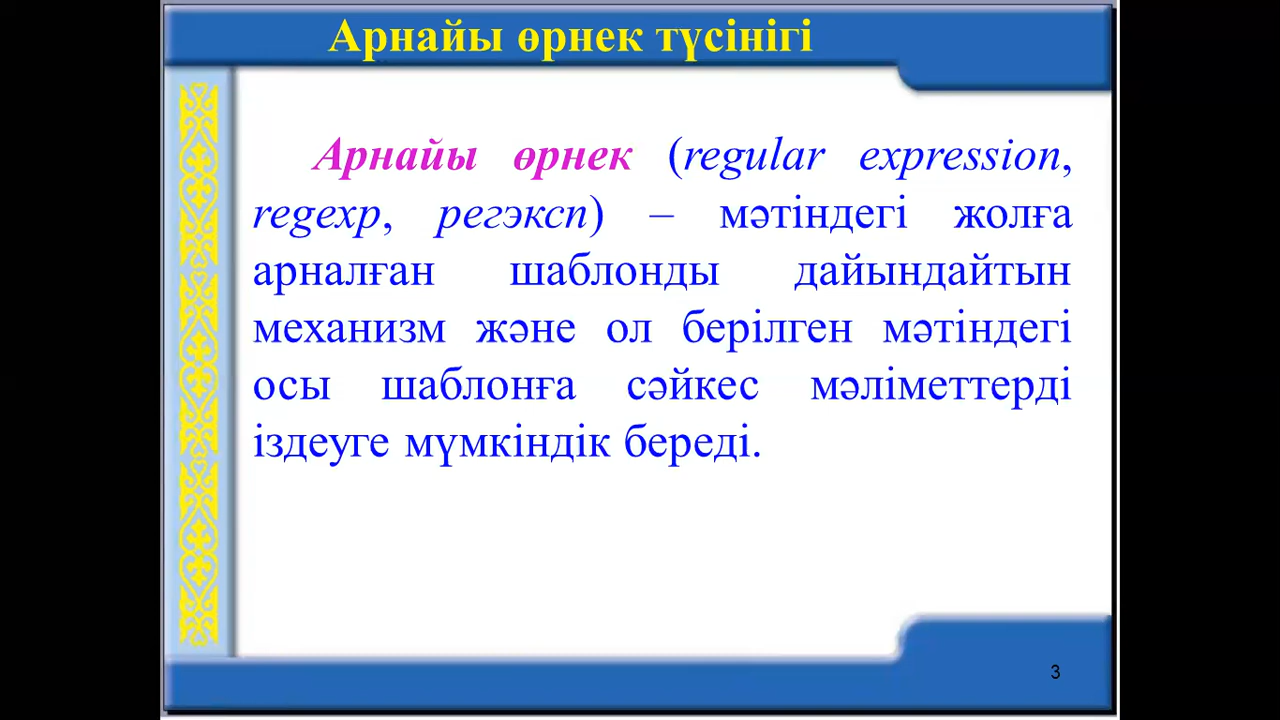 Арнайы өрнек түсінігі
Арнайы өрнек (regular expression,
regexp, регэксп) – мәтіндегі жолға
арналған шаблонды дайындайтын
механизм және ол берілген мәтіндегі
осы шаблонға сәйкес мәліметтерді
іздеуге мүмкіндік береді.
3